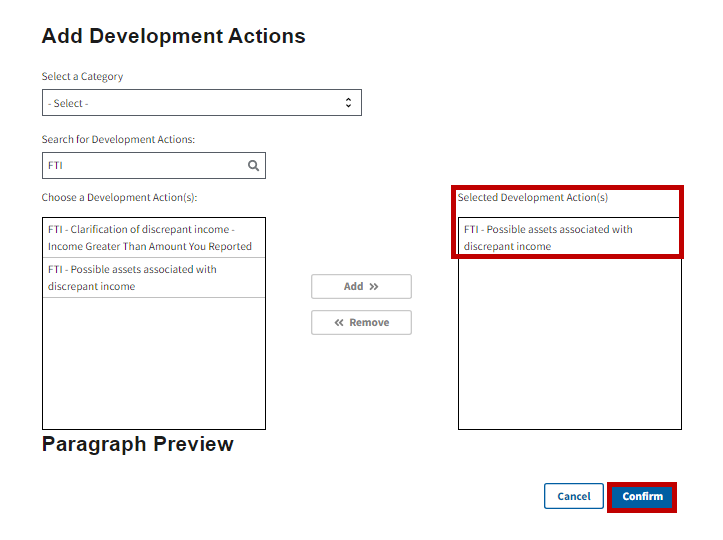 Add Development Actions
Select a Category
- Select -
Search for Development Actions:
FTI
Choose a Development Action(s):
FTI - Clarification of discrepant income -
Income Greater Than Amount You Reported
FTI - Possible assets associated with
discrepant income
Add »
« Remove
Selected Development Action(s)
FTI - Possible assets associated with
discrepant income
Paragraph Preview
Cancel
Confirm